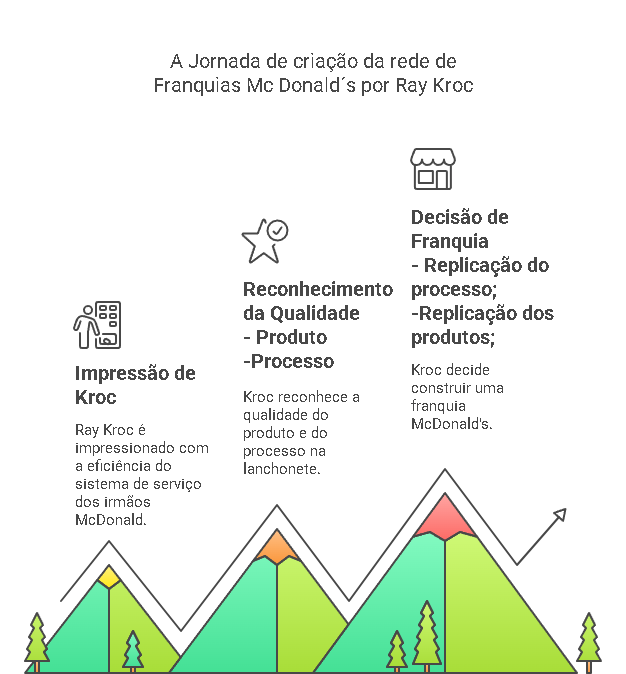 A Jornada de criação da rede de
Franquias Mc Donald´s por Ray Kroc
Impressão de
Kroc
Ray Kroc é
impressionado com
a eficiência do
sistema de serviço
dos irmãos
McDonald.
Reconhecimento
da Qualidade
- Produto
-Processo
Kroc reconhece a
qualidade do
produto e do
processo na
lanchonete.
Decisão de
Franquia
- Replicação do
processo;
-Replicação dos
produtos;
Kroc decide
construir uma
franquia
McDonald's.